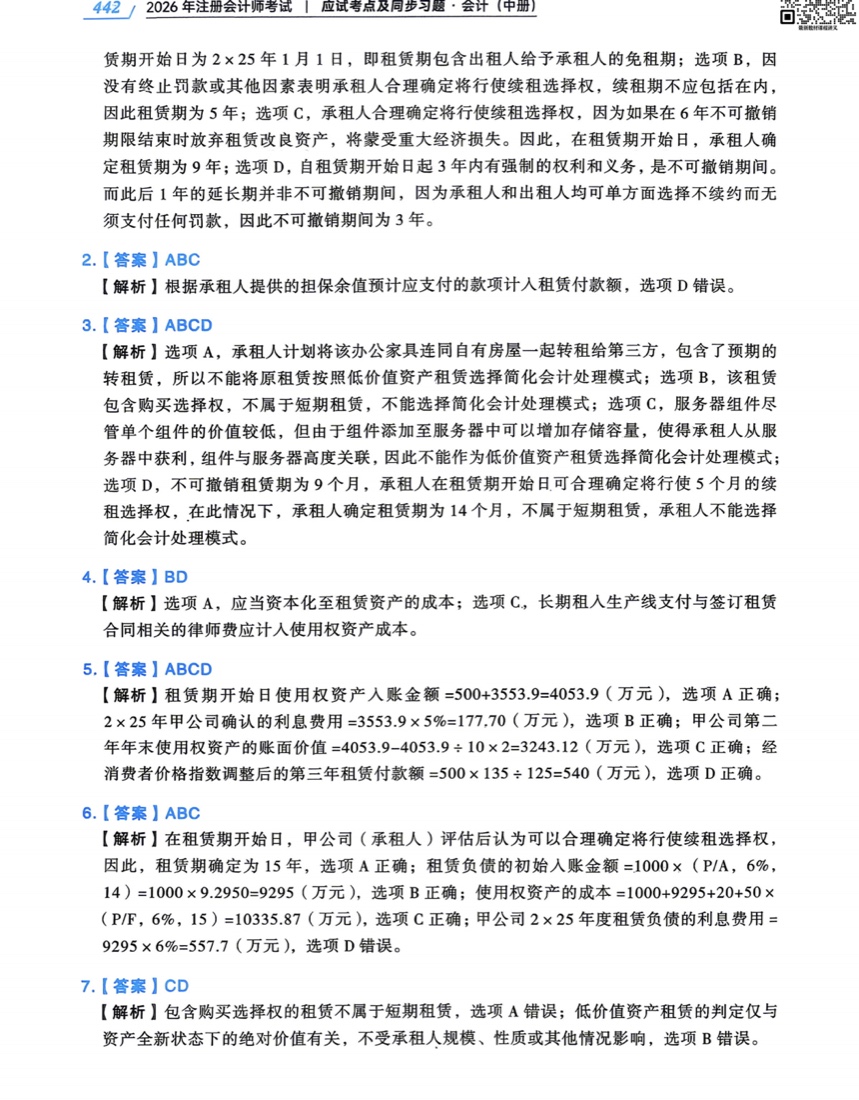 442 / 2026 年注册会计师考试 | 应试考点及同步习题 · 会计（中册）
赁期开始日为 2×25 年 1 月 1 日，即租赁期包含出租人给予承租人的免租期；选项 B，因
没有终止罚款或其他因素表明承租人合理确定将行使续租选择权，续租期不应包括在内，
因此租赁期为 5 年；选项 C，承租人合理确定将行使续租选择权，因为如果在 6 年不可撤销
期限结束时放弃租赁改良资产，将蒙受重大经济损失。因此，在租赁期开始日，承租人确
定租赁期为 9 年；选项 D，自租赁期开始日起 3 年内有强制的权利和义务，是不可撤销期间。
而此后 1 年的延长期并非不可撤销期间，因为承租人和出租人均可单方面选择不续约而无
须支付任何罚款，因此不可撤销期间为 3 年。
2.【答案】ABC
【解析】根据承租人提供的担保余值预计应支付的款项计入租赁付款额，选项 D 错误。
3.【答案】ABCD
【解析】选项 A，承租人计划将该办公家具连同自有房屋一起转租给第三方，包含了预期的
转租赁，所以不能将原租赁按照低价值资产租赁选择简化会计处理模式；选项 B，该租赁
包含购买选择权，不属于短期租赁，不能选择简化会计处理模式；选项 C，服务器组件尽
管单个组件的价值较低，但由于组件添加至服务器中可以增加存储容量，使得承租人从服
务器中获利，组件与服务器高度关联，因此不能作为低价值资产租赁选择简化会计处理模式；
选项 D，不可撤销租赁期为 9 个月，承租人在租赁期开始日可合理确定将行使 5 个月的续
租选择权，在此情况下，承租人确定租赁期为 14 个月，不属于短期租赁，承租人不能选择
简化会计处理模式。
4.【答案】BD
【解析】选项 A，应当资本化至租赁资产的成本；选项 C，长期租入生产线支付与签订租赁
合同相关的律师费应计入使用权资产成本。
5.【答案】ABCD
【解析】租赁期开始日使用权资产入账金额 =500+3553.9=4053.9（万元），选项 A 正确；
2×25 年甲公司确认的利息费用 =3553.9×5%=177.70（万元），选项 B 正确；甲公司第二
年年末使用权资产的账面价值 =4053.9-4053.9÷10×2=3243.12（万元），选项 C 正确；经
消费者价格指数调整后的第三年租赁付款额 =500×135÷125=540（万元），选项 D 正确。
6.【答案】ABC
【解析】在租赁期开始日，甲公司（承租人）评估后认为可以合理确定将行使续租选择权，
因此，租赁期确定为 15 年，选项 A 正确；租赁负债的初始入账金额 =1000×（P/A，6%，
14）=1000×9.2950=9295（万元），选项 B 正确；使用权资产的成本 =1000+9295+20+50×
（P/F，6%，15）=10335.87（万元），选项 C 正确；甲公司 2×25 年度租赁负债的利息费用 =
9295×6%=557.7（万元），选项 D 错误。
7.【答案】CD
【解析】包含购买选择权的租赁不属于短期租赁，选项 A 错误；低价值资产租赁的判定仅与
资产全新状态下的绝对价值有关，不受承租人规模、性质或其他情况影响，选项 B 错误。